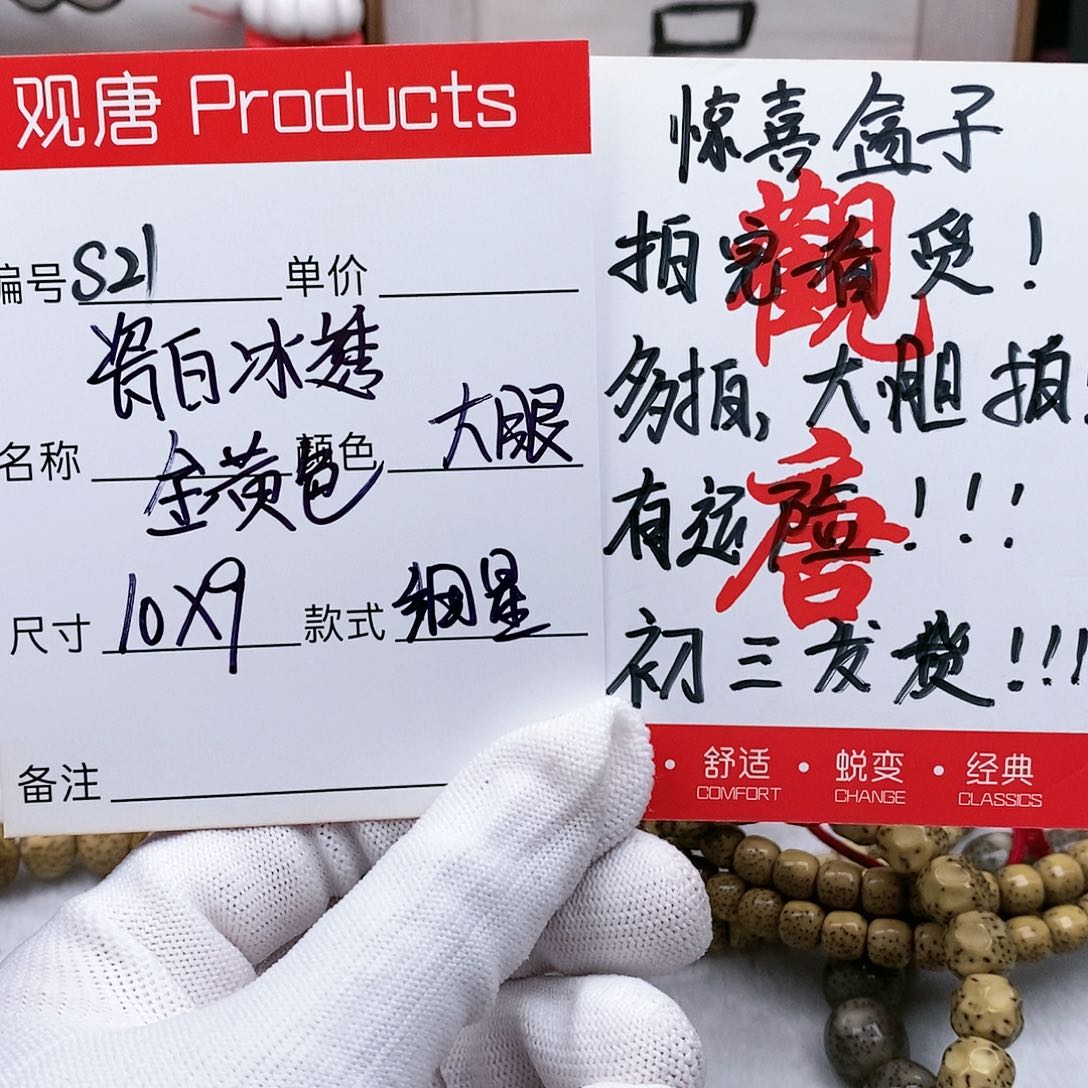 观唐 Products
编号 S21 单价
瓷白冰透
名称 颜色 大眼
金黄色
尺寸 10X9 款式 细星
备注
惊喜盒子
拍完有奖！
多拍,大胆拍！
有运险！！！
初三发货！！！
觀唐
• 舒适 • 蜕变 • 经典
COMFORT CHANGE CLASSICS